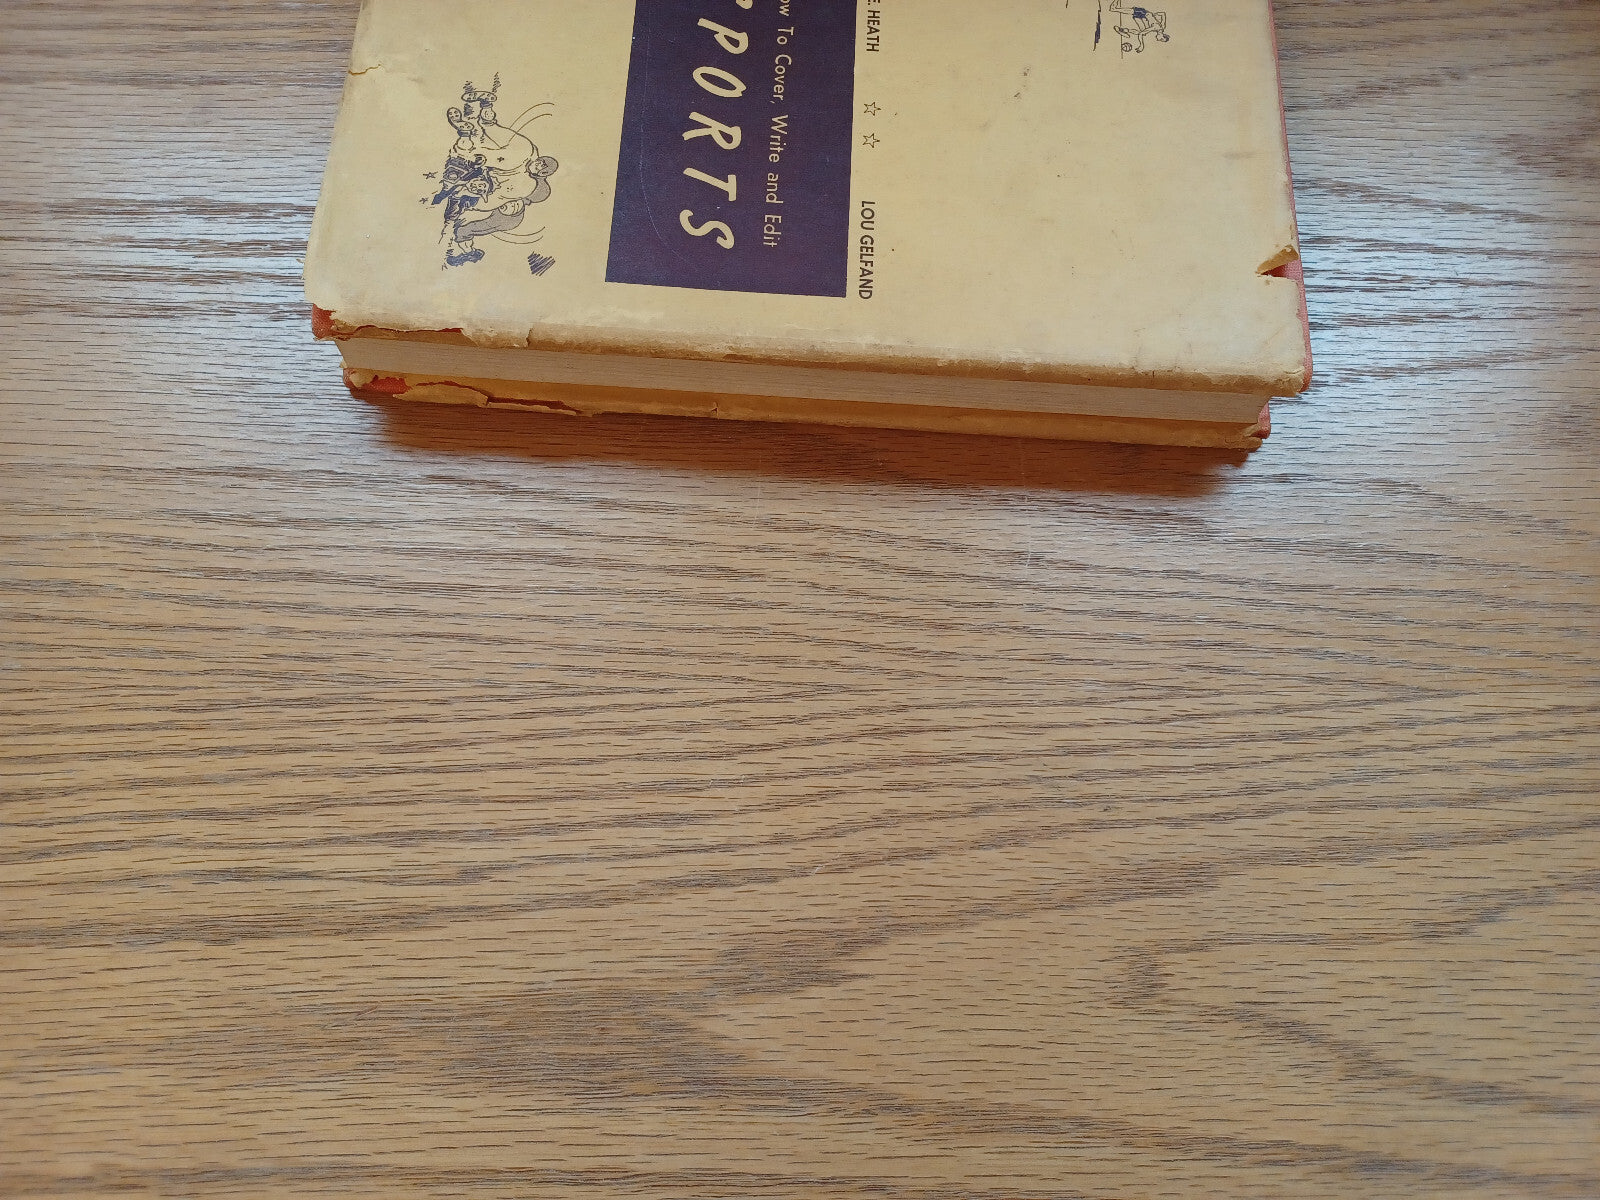 ow To Cover, Write and Edit
PORTS
E. HEATH ☆ ☆ LOU GELFAND